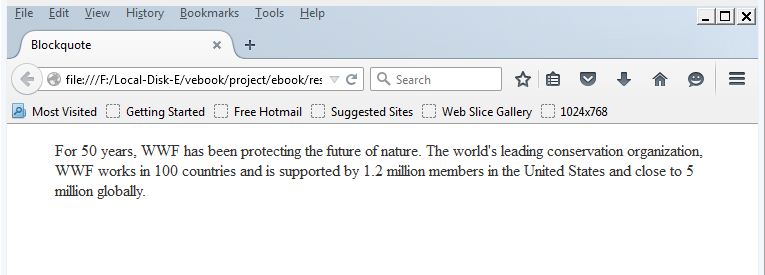 File Edit View History Bookmarks Tools Help
Blockquote
file:///F:/Local-Disk-E/vebook/project/ebook/res
Search
Most Visited Getting Started Free Hotmail Suggested Sites Web Slice Gallery 1024x768
For 50 years, WWF has been protecting the future of nature. The world's leading conservation organization,
WWF works in 100 countries and is supported by 1.2 million members in the United States and close to 5
million globally.